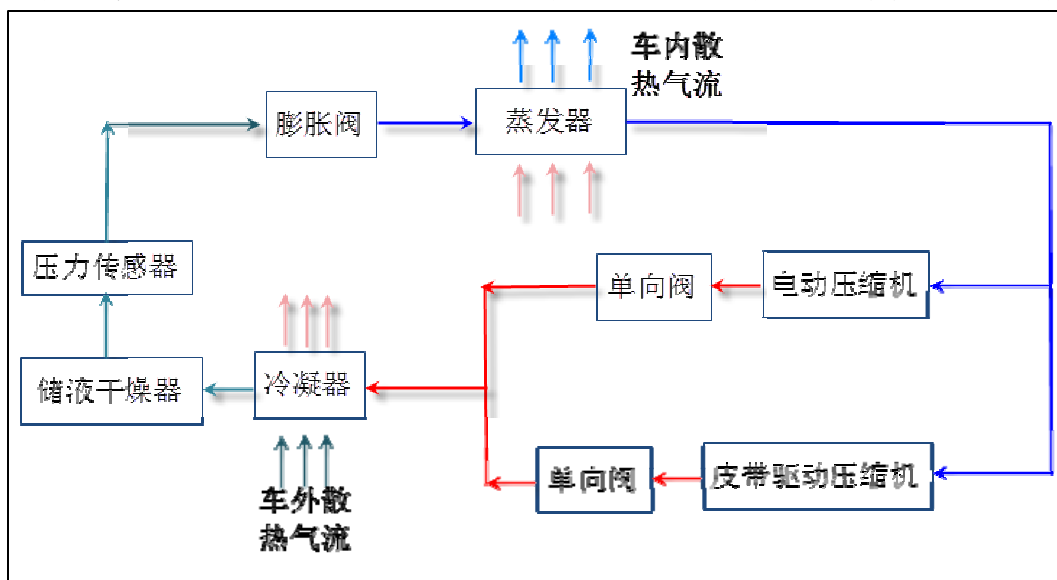 车内散
热气流
膨胀阀
蒸发器
压力传感器
单向阀
电动压缩机
储液干燥器
冷凝器
单向阀
皮带驱动压缩机
车外散
热气流